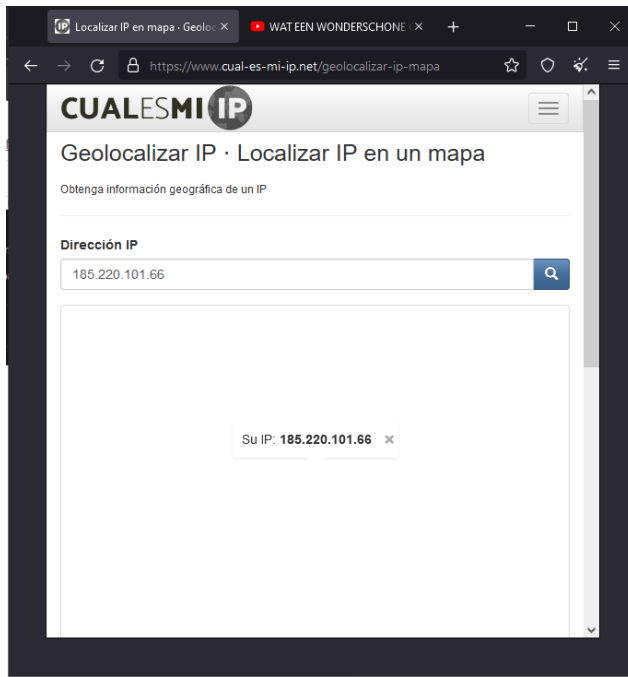 Localizar IP en mapa · Geoloc
WAT EEN WONDERSCHONE
https://www.cual-es-mi-ip.net/geolocalizar-ip-mapa
CUALESMI IP
Geolocalizar IP · Localizar IP en un mapa
Obtenga información geográfica de un IP
Dirección IP
185.220.101.66
Su IP: 185.220.101.66